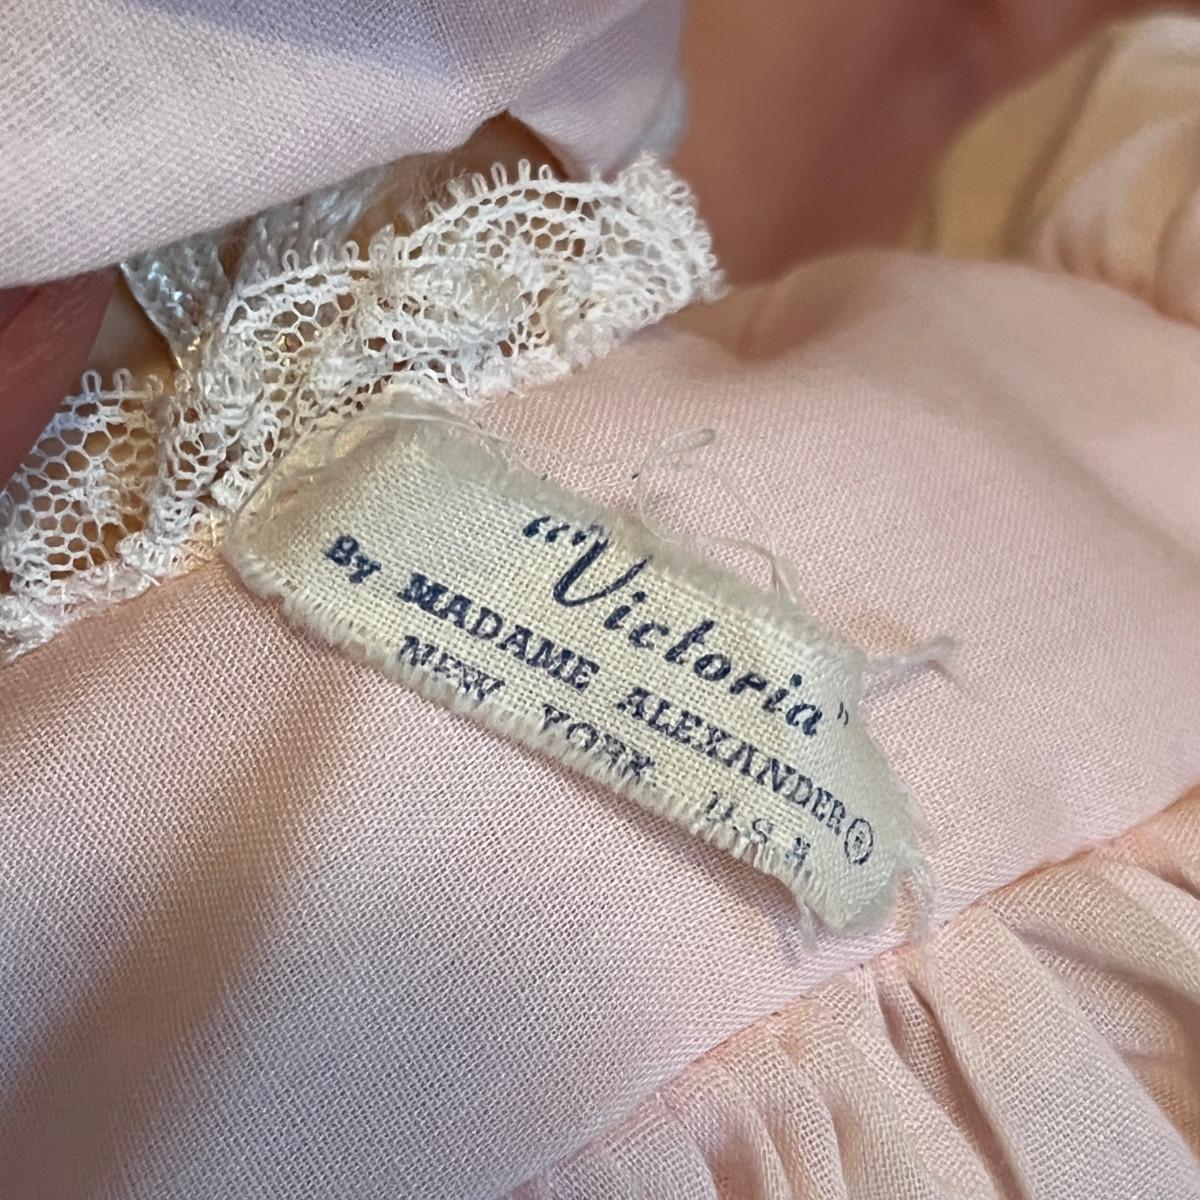 “Victoria”
By MADAME ALEXANDER®
NEW YORK U.S.A.